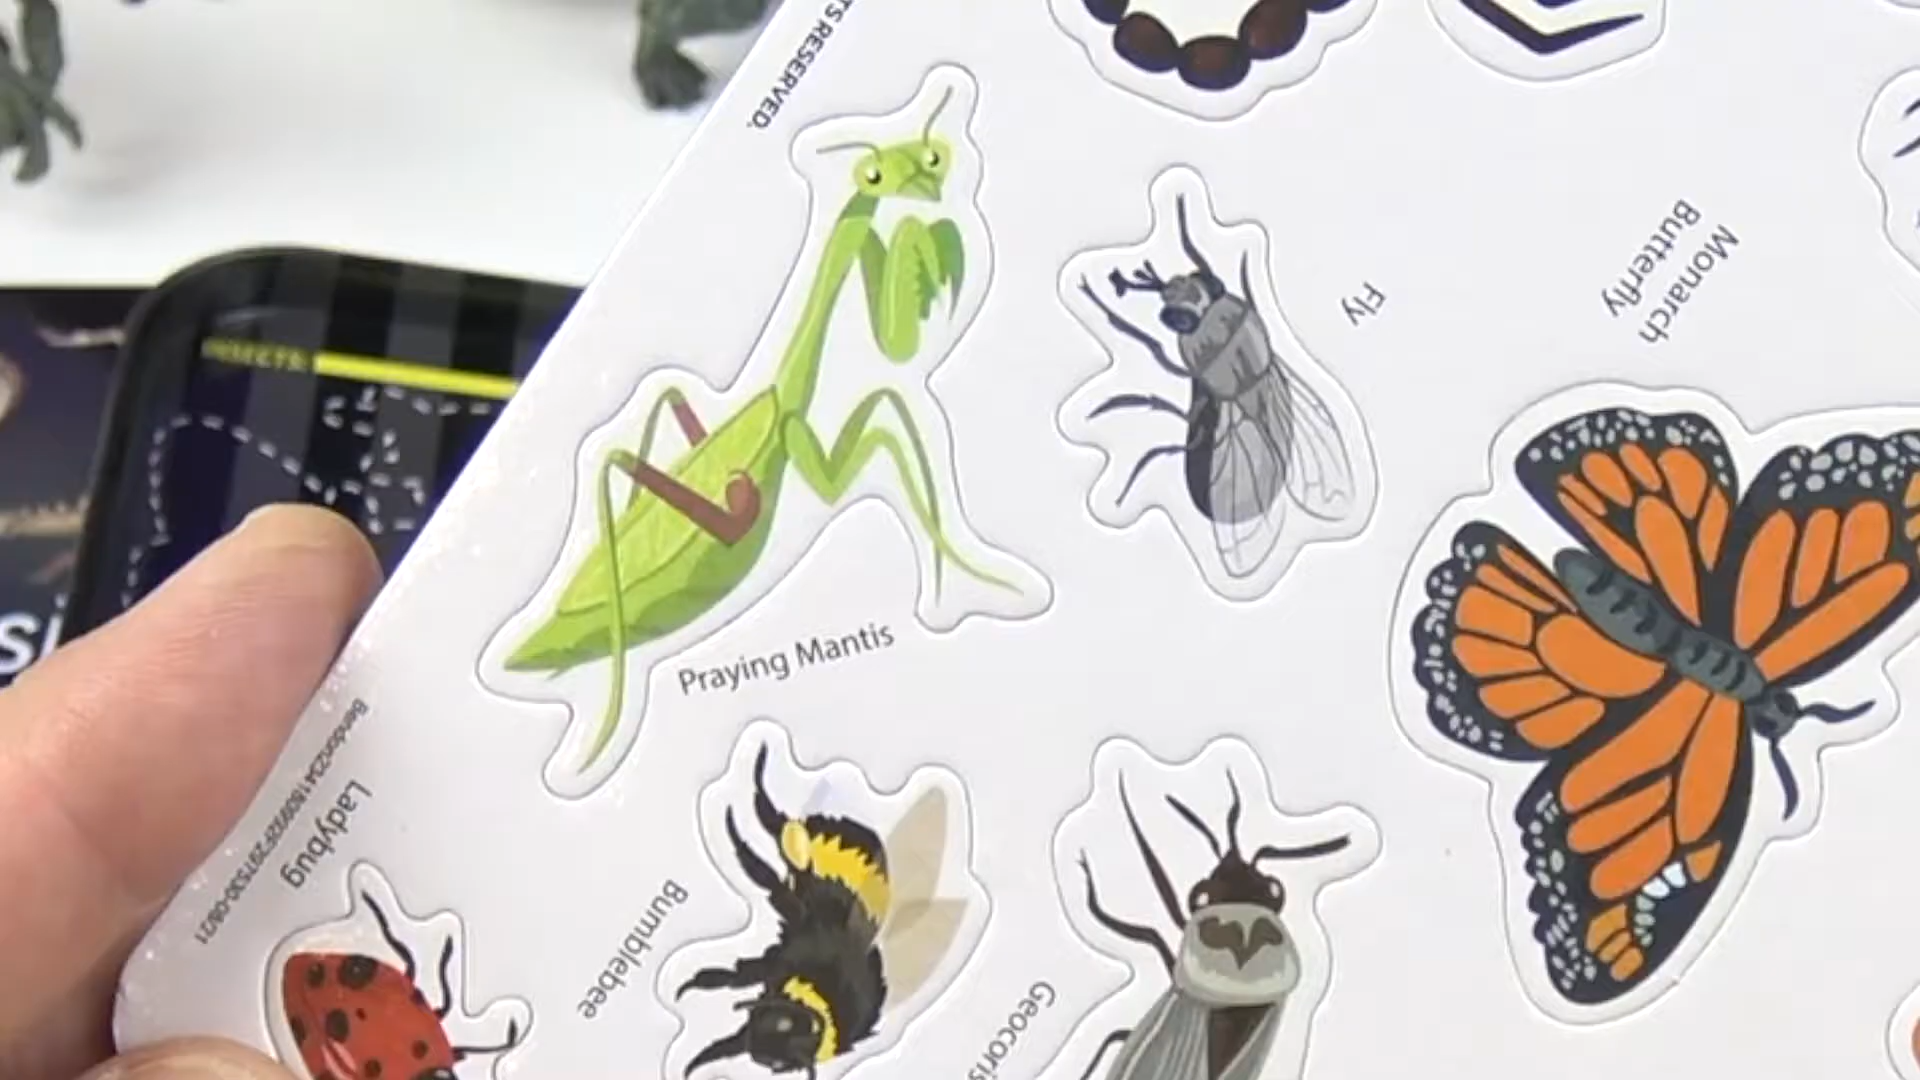 TS RESERVED.
Fly
Monarch
Butterfly
INSECTS
Praying Mantis
Ladybug
Bumblebee
Geocoris